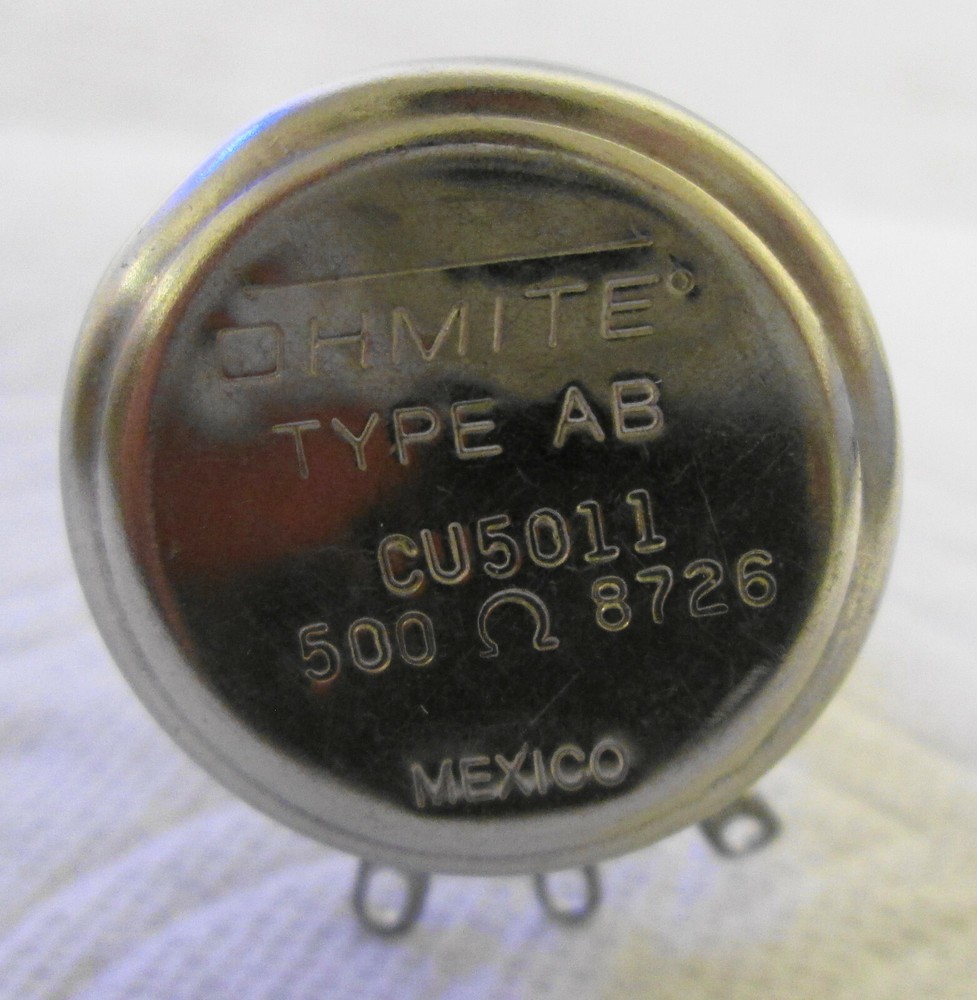 OHMITE®
TYPE AB
CU5011
500 Ω 8726
MEXICO